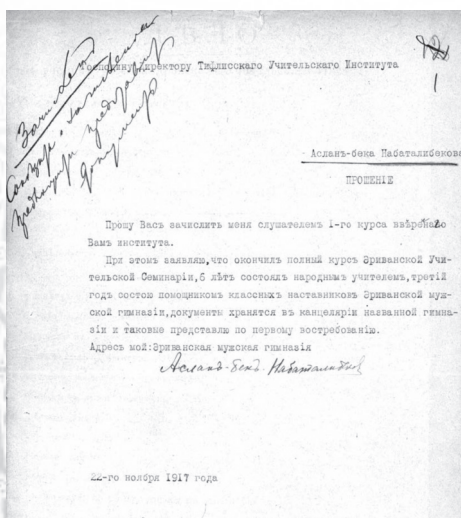 Зачислить
Господину Директору Тифлисскаго Учительскаго Института
1
Асланъ-бека Набаталибекова
ПРОШЕНІЕ
Прошу Васъ зачислить меня слушателемъ 1-го курса ввѣреннаго
Вамъ института.
При этомъ заявляю,что окончилъ полный курсъ Эриванской Учи-
тельской Семинаріи,6 лѣтъ состоялъ народнымъ учителемъ,третій
годъ состою помощникомъ классныхъ наставниковъ Эриванской муж-
ской гимназіи,документы хранятся въ канцеляріи названной гимна-
зіи и таковые представлю по первому востребованію.
Адресъ мой:Эриванская мужская гимназія
Асланъ-бекъ Набаталибеков
22-го ноября 1917 года